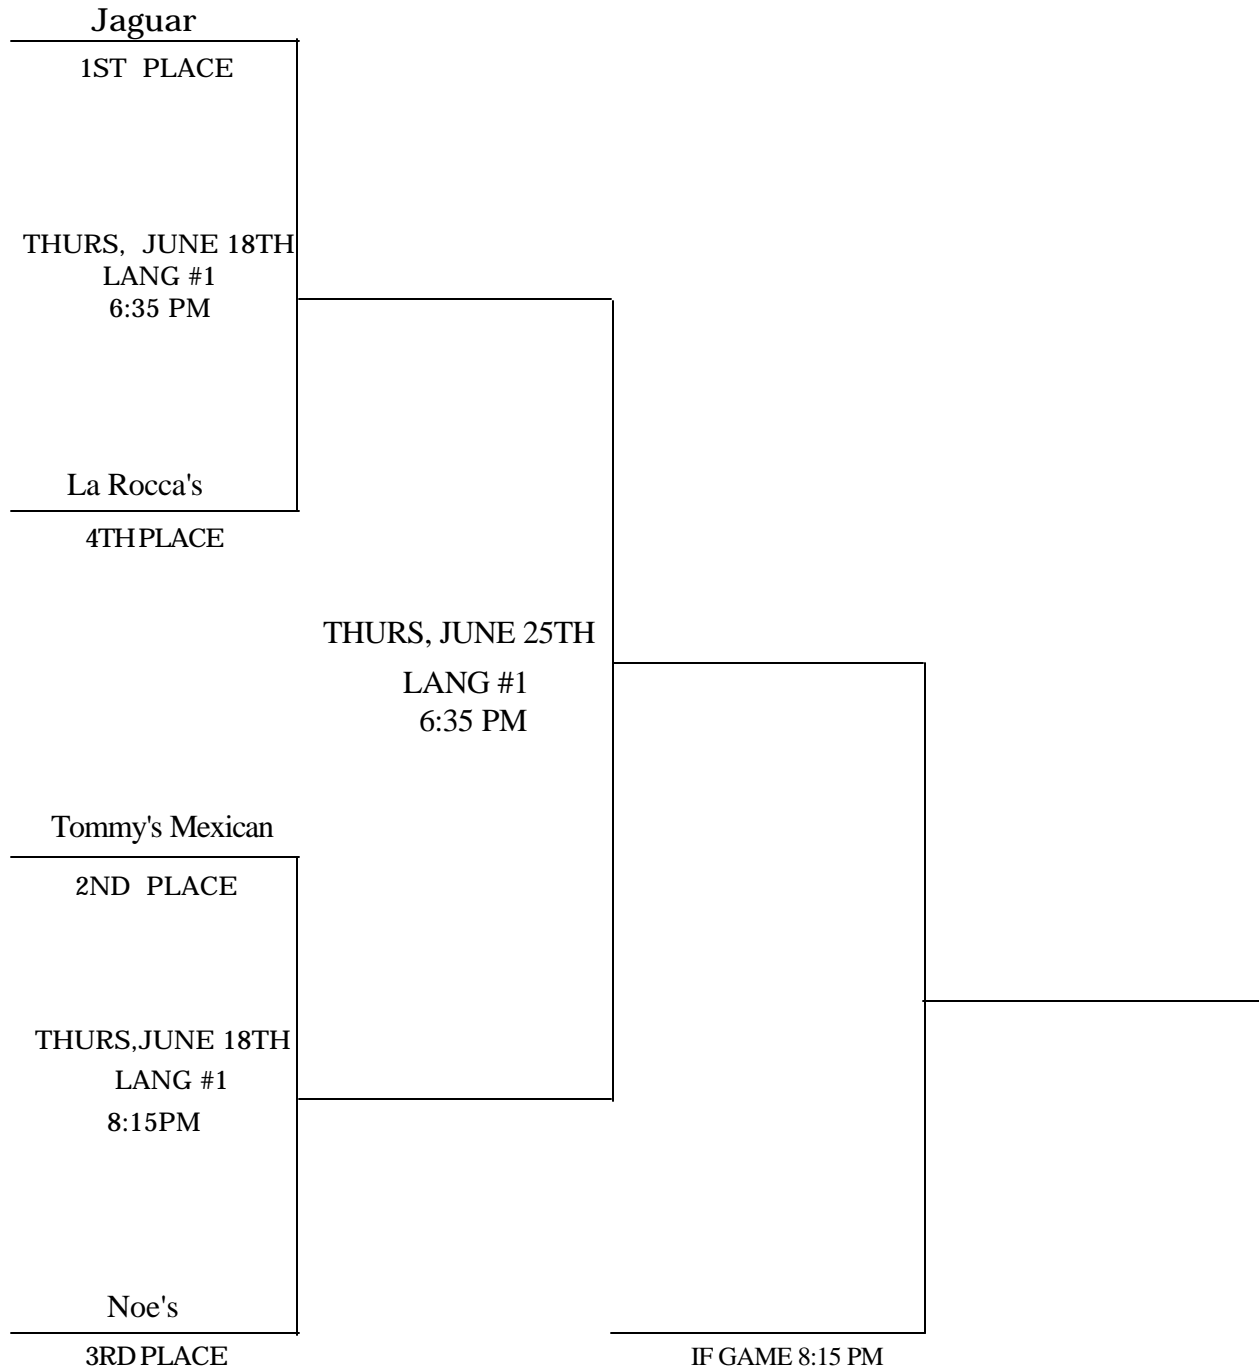 Jaguar
1ST PLACE
THURS, JUNE 18TH
LANG #1
6:35 PM
La Rocca's
4TH PLACE
THURS, JUNE 25TH
LANG #1
6:35 PM
Tommy's Mexican
2ND PLACE
THURS,JUNE 18TH
LANG #1
8:15PM
Noe's
3RD PLACE
IF GAME 8:15 PM